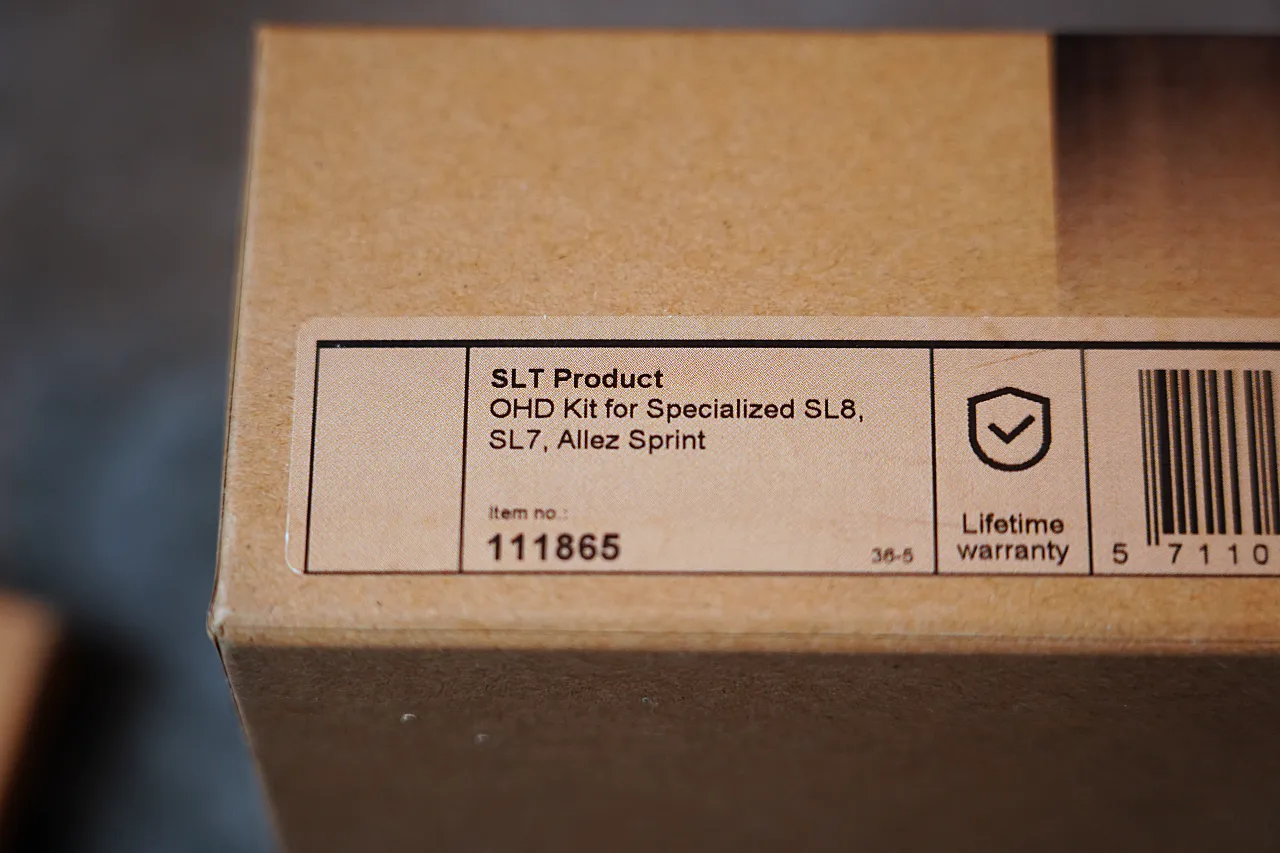 SLT Product
OHD Kit for Specialized SL8,
SL7, Allez Sprint
Item no.:
111865
36-5
Lifetime
warranty
5 7110